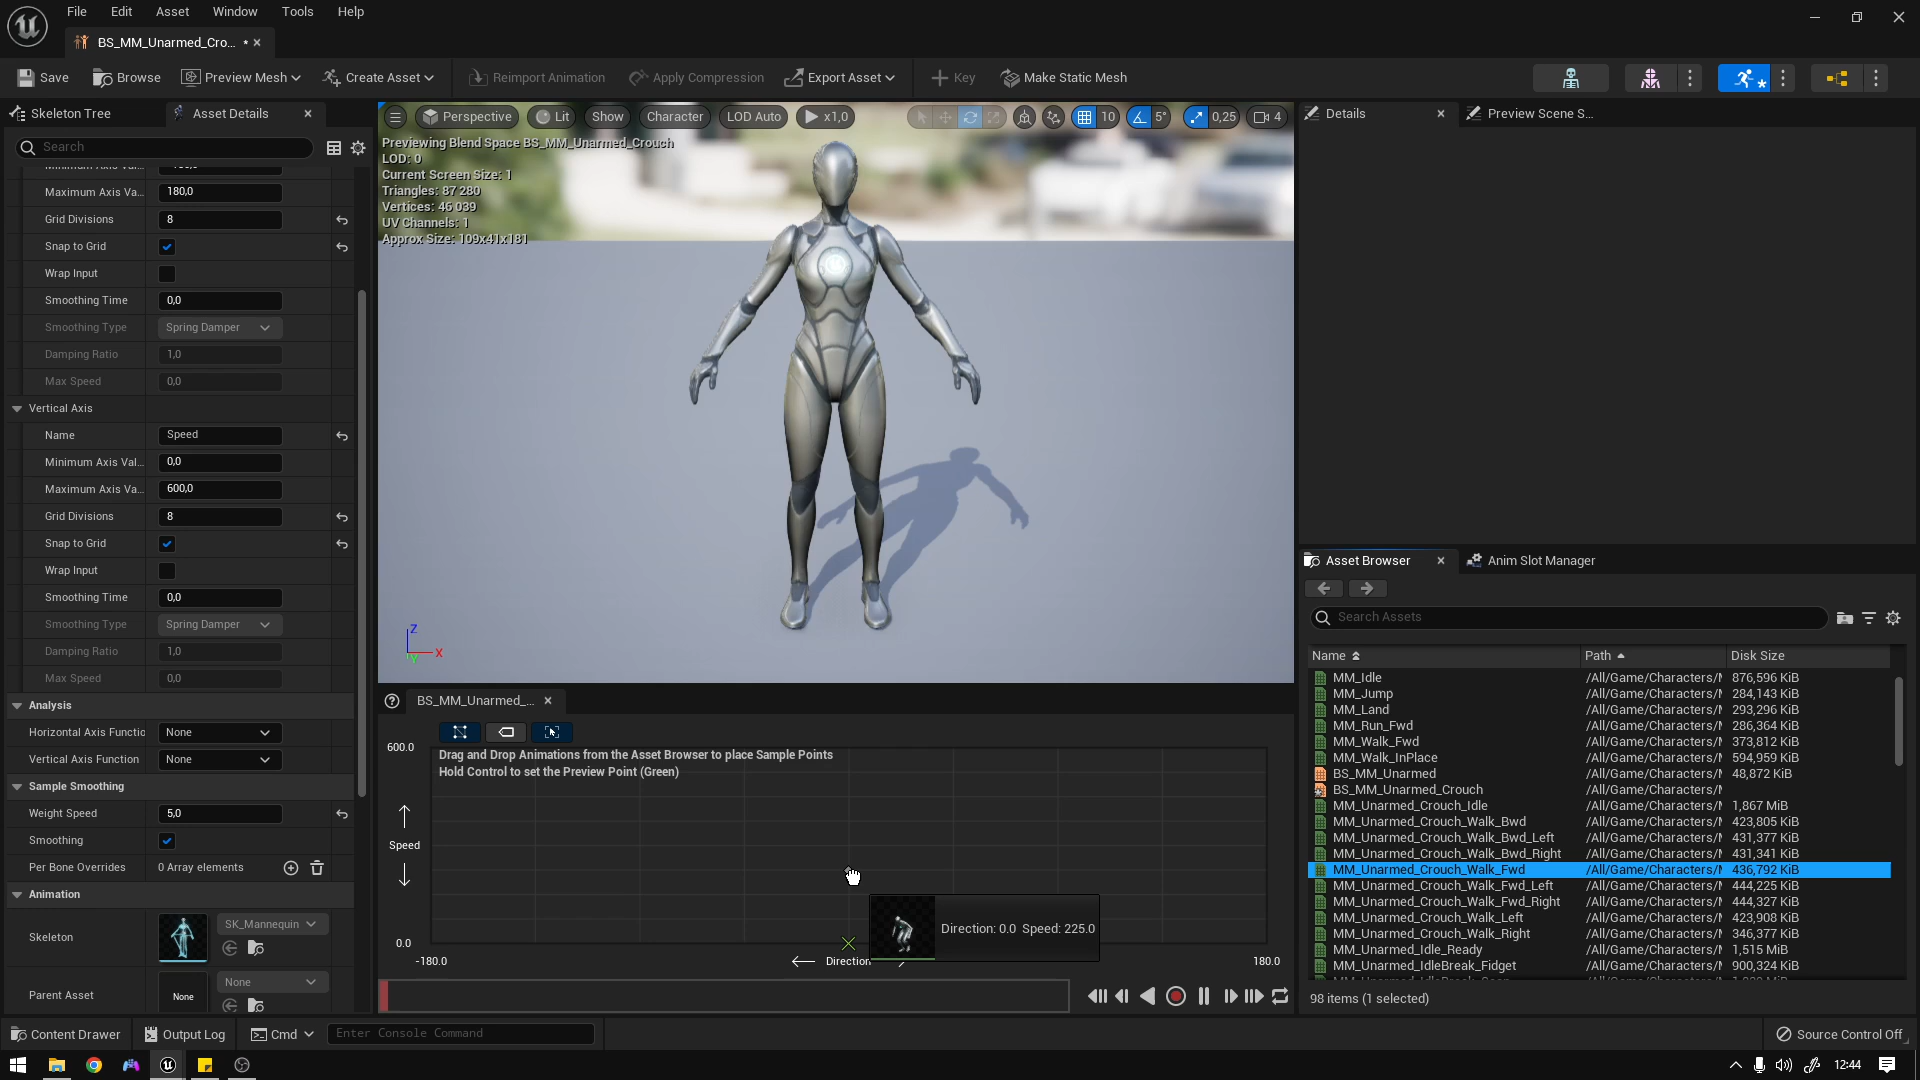 File Edit Asset Window Tools Help
BS_MM_Unarmed_Cro... *
Save Browse Preview Mesh Create Asset Reimport Animation Apply Compression Export Asset Key Make Static Mesh
Skeleton Tree Asset Details
Search
Maximum Axis Va... 180,0
Grid Divisions 8
Snap to Grid
Wrap Input
Smoothing Time 0,0
Smoothing Type Spring Damper
Damping Ratio 1,0
Max Speed 0,0
Vertical Axis
Name Speed
Minimum Axis Val... 0,0
Maximum Axis Va... 600,0
Grid Divisions 8
Snap to Grid
Wrap Input
Smoothing Time 0,0
Smoothing Type Spring Damper
Damping Ratio 1,0
Max Speed 0,0
Analysis
Horizontal Axis Functio None
Vertical Axis Function None
Sample Smoothing
Weight Speed 5,0
Smoothing
Per Bone Overrides 0 Array elements
Animation
Skeleton SK_Mannequin
Parent Asset None None
Perspective Lit Show Character LOD Auto x1,0 10 5° 0,25 4
Previewing Blend Space BS_MM_Unarmed_Crouch
LOD: 0
Current Screen Size: 1
Triangles: 87 280
Vertices: 46 039
UV Channels: 1
Approx Size: 109x41x181
Z
X
Y
BS_MM_Unarmed_...
600.0
Drag and Drop Animations from the Asset Browser to place Sample Points
Hold Control to set the Preview Point (Green)
Speed
Direction: 0.0 Speed: 225.0
0.0
-180.0 Direction 180.0
Details Preview Scene S...
Asset Browser Anim Slot Manager
Search Assets
Name Path Disk Size
MM_Idle /All/Game/Characters/M 876,596 KiB
MM_Jump /All/Game/Characters/M 284,143 KiB
MM_Land /All/Game/Characters/M 293,296 KiB
MM_Run_Fwd /All/Game/Characters/M 286,364 KiB
MM_Walk_Fwd /All/Game/Characters/M 373,812 KiB
MM_Walk_InPlace /All/Game/Characters/M 594,959 KiB
BS_MM_Unarmed /All/Game/Characters/M 48,872 KiB
BS_MM_Unarmed_Crouch /All/Game/Characters/M
MM_Unarmed_Crouch_Idle /All/Game/Characters/M 1,867 MiB
MM_Unarmed_Crouch_Walk_Bwd /All/Game/Characters/M 423,805 KiB
MM_Unarmed_Crouch_Walk_Bwd_Left /All/Game/Characters/M 431,377 KiB
MM_Unarmed_Crouch_Walk_Bwd_Right /All/Game/Characters/M 431,341 KiB
MM_Unarmed_Crouch_Walk_Fwd /All/Game/Characters/M 436,792 KiB
MM_Unarmed_Crouch_Walk_Fwd_Left /All/Game/Characters/M 444,225 KiB
MM_Unarmed_Crouch_Walk_Fwd_Right /All/Game/Characters/M 444,327 KiB
MM_Unarmed_Crouch_Walk_Left /All/Game/Characters/M 423,908 KiB
MM_Unarmed_Crouch_Walk_Right /All/Game/Characters/M 346,377 KiB
MM_Unarmed_Idle_Ready /All/Game/Characters/M 1,515 MiB
MM_Unarmed_IdleBreak_Fidget /All/Game/Characters/M 900,324 KiB
98 items (1 selected)
Content Drawer Output Log Cmd Enter Console Command Source Control Off
12:44